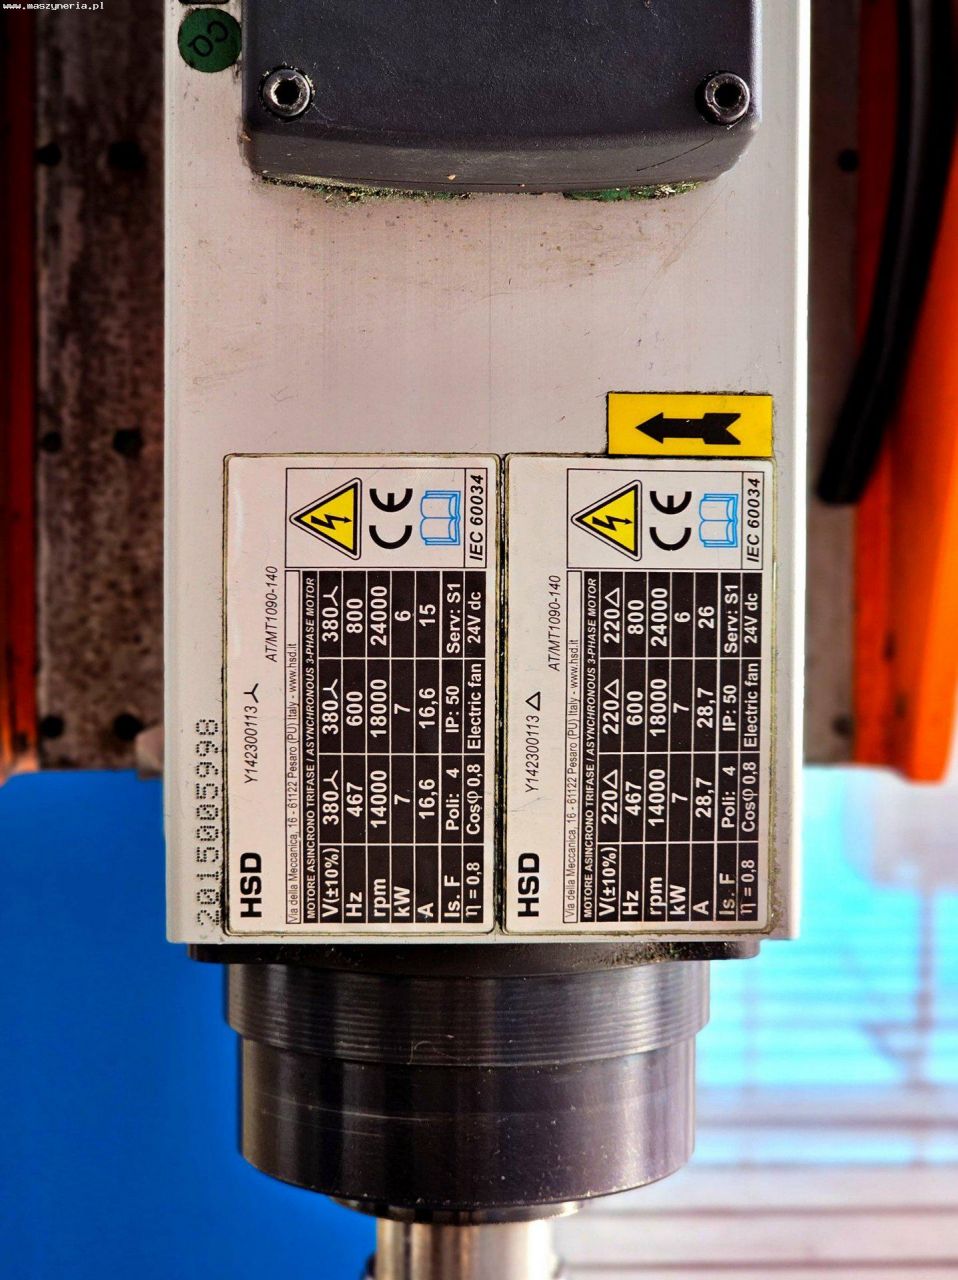 www.maszyneria.pl
CQ
2015005998
HSD
Y142300113 ⅄
AT/MT1090-140
Via della Meccanica, 16 - 61122 Pesaro (PU) Italy - www.hsd.it
MOTORE ASINCRONO TRIFASE / ASYNCHRONOUS 3-PHASE MOTOR
V(±10%) 380⅄ 380⅄ 380⅄
Hz 467 600 800
rpm 14000 18000 24000
kW 7 7 6
A 16,6 16,6 15
Is. F Poli: 4 IP: 50 Serv: S1
η = 0,8 Cosφ 0,8 Electric fan 24V dc
CE
IEC 60034
HSD
Y142300113 △
AT/MT1090-140
Via della Meccanica, 16 - 61122 Pesaro (PU) Italy - www.hsd.it
MOTORE ASINCRONO TRIFASE / ASYNCHRONOUS 3-PHASE MOTOR
V(±10%) 220△ 220△ 220△
Hz 467 600 800
rpm 14000 18000 24000
kW 7 7 6
A 28,7 28,7 26
Is. F Poli: 4 IP: 50 Serv: S1
η = 0,8 Cosφ 0,8 Electric fan 24V dc
CE
IEC 60034